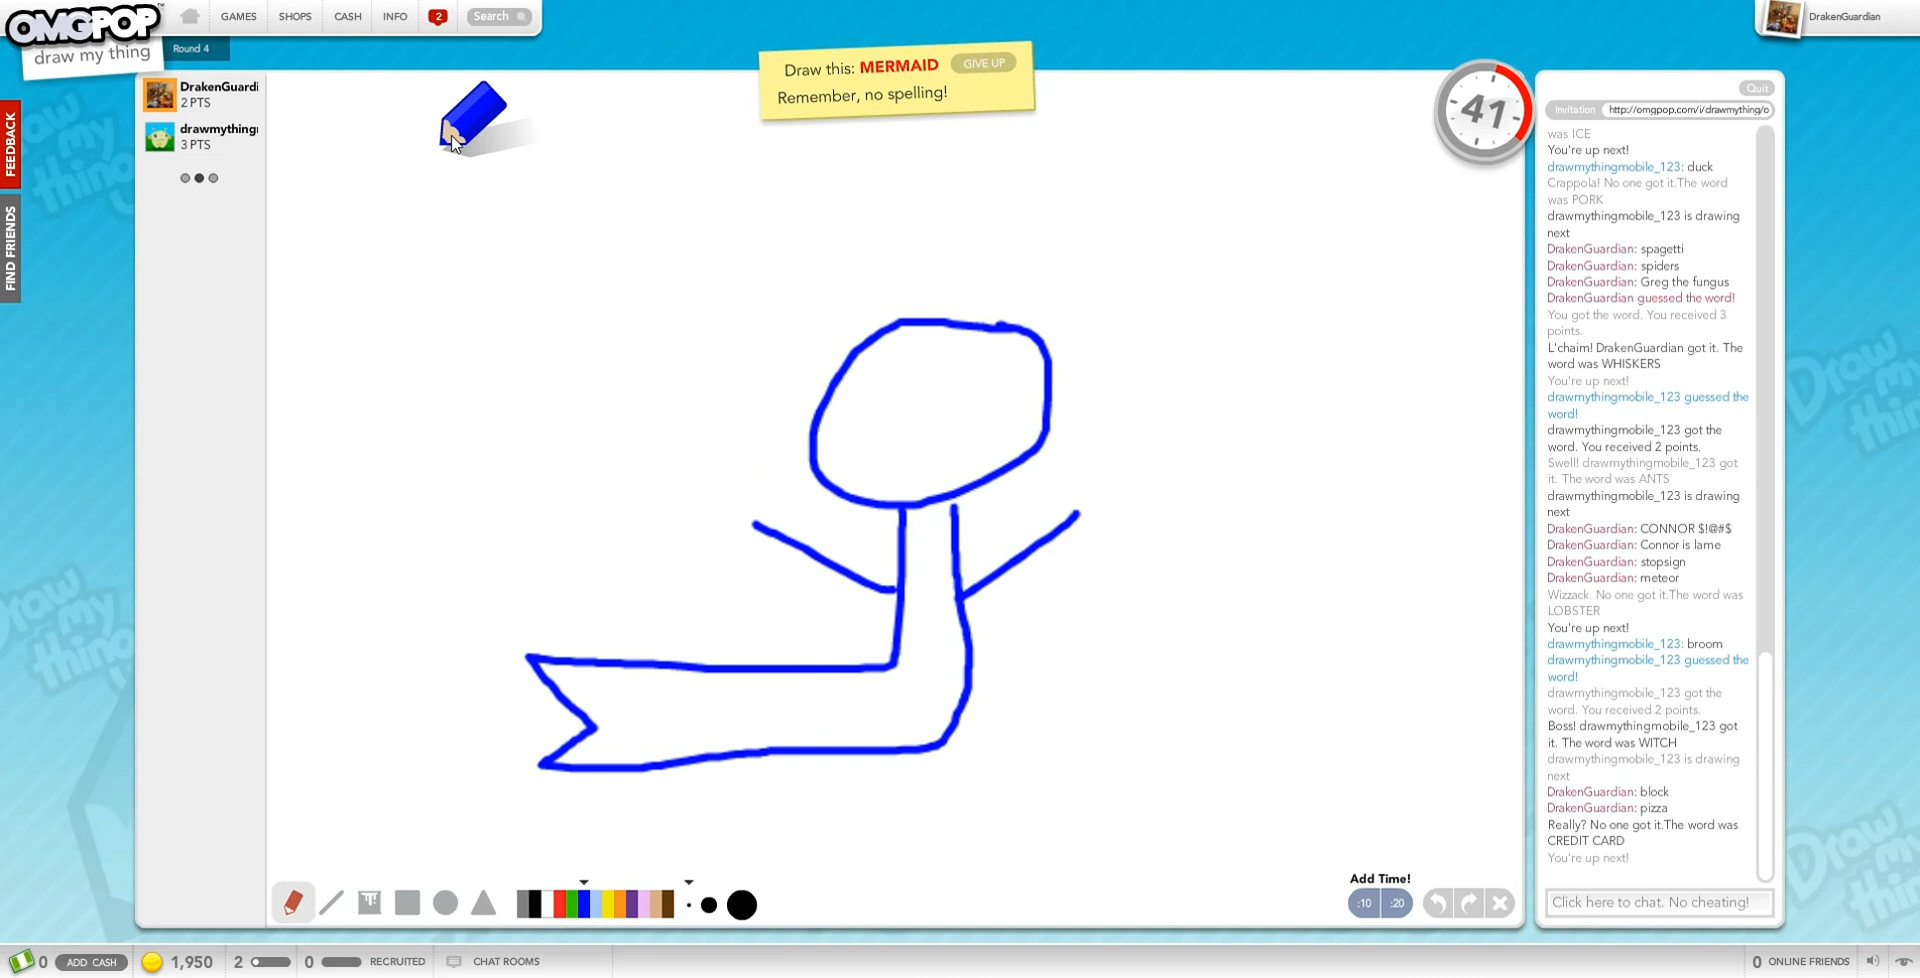 OMGPOP™
GAMES
SHOPS
CASH
INFO
2
Search
DrakenGuardian
draw my thing
Round 4
FEEDBACK
FIND FRIENDS
DrakenGuardi
2 PTS
drawmything
3 PTS
Draw this: MERMAID
GIVE UP
Remember, no spelling!
41
Quit
Invitation
http://omgpop.com/i/drawmything/o
was ICE
You're up next!
drawmythingmobile_123: duck
Crappola! No one got it.The word
was PORK
drawmythingmobile_123 is drawing
next
DrakenGuardian: spagetti
DrakenGuardian: spiders
DrakenGuardian: Greg the fungus
DrakenGuardian guessed the word!
You got the word. You received 3
points.
L'chaim! DrakenGuardian got it. The
word was WHISKERS
You're up next!
drawmythingmobile_123 guessed the
word!
drawmythingmobile_123 got the
word. You received 2 points.
Swell! drawmythingmobile_123 got
it. The word was ANTS
drawmythingmobile_123 is drawing
next
DrakenGuardian: CONNOR $!@#$
DrakenGuardian: Connor is lame
DrakenGuardian: stopsign
DrakenGuardian: meteor
Wizzack. No one got it.The word was
LOBSTER
You're up next!
drawmythingmobile_123: broom
drawmythingmobile_123 guessed the
word!
drawmythingmobile_123 got the
word. You received 2 points.
Boss! drawmythingmobile_123 got
it. The word was WITCH
drawmythingmobile_123 is drawing
next
DrakenGuardian: block
DrakenGuardian: pizza
Really? No one got it.The word was
CREDIT CARD
You're up next!
Click here to chat. No cheating!
Add Time!
:10
:20
0
ADD CASH
1,950
2
0
RECRUITED
CHAT ROOMS
0 ONLINE FRIENDS